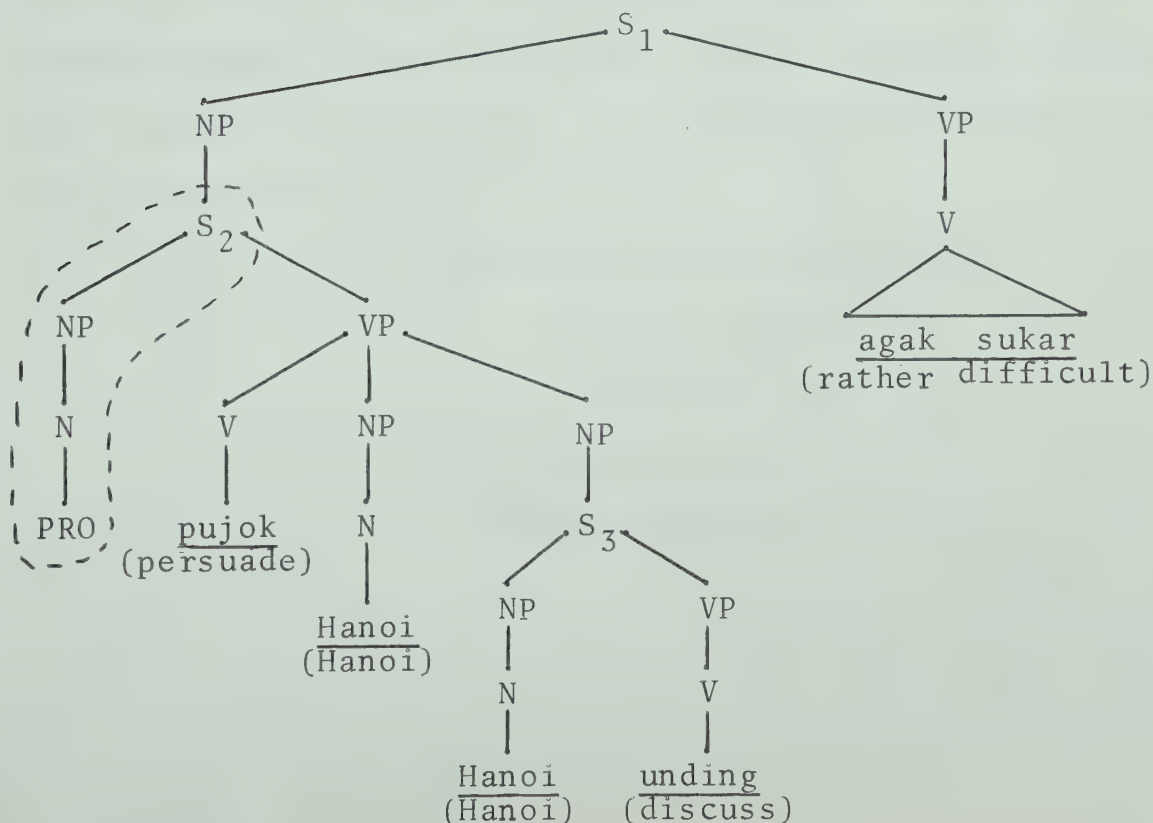 S1
NP VP
S2 V
NP VP agak sukar
(rather difficult)
N V NP NP
PRO pujok N S3
(persuade)
Hanoi NP VP
(Hanoi)
N V
Hanoi unding
(Hanoi) (discuss)